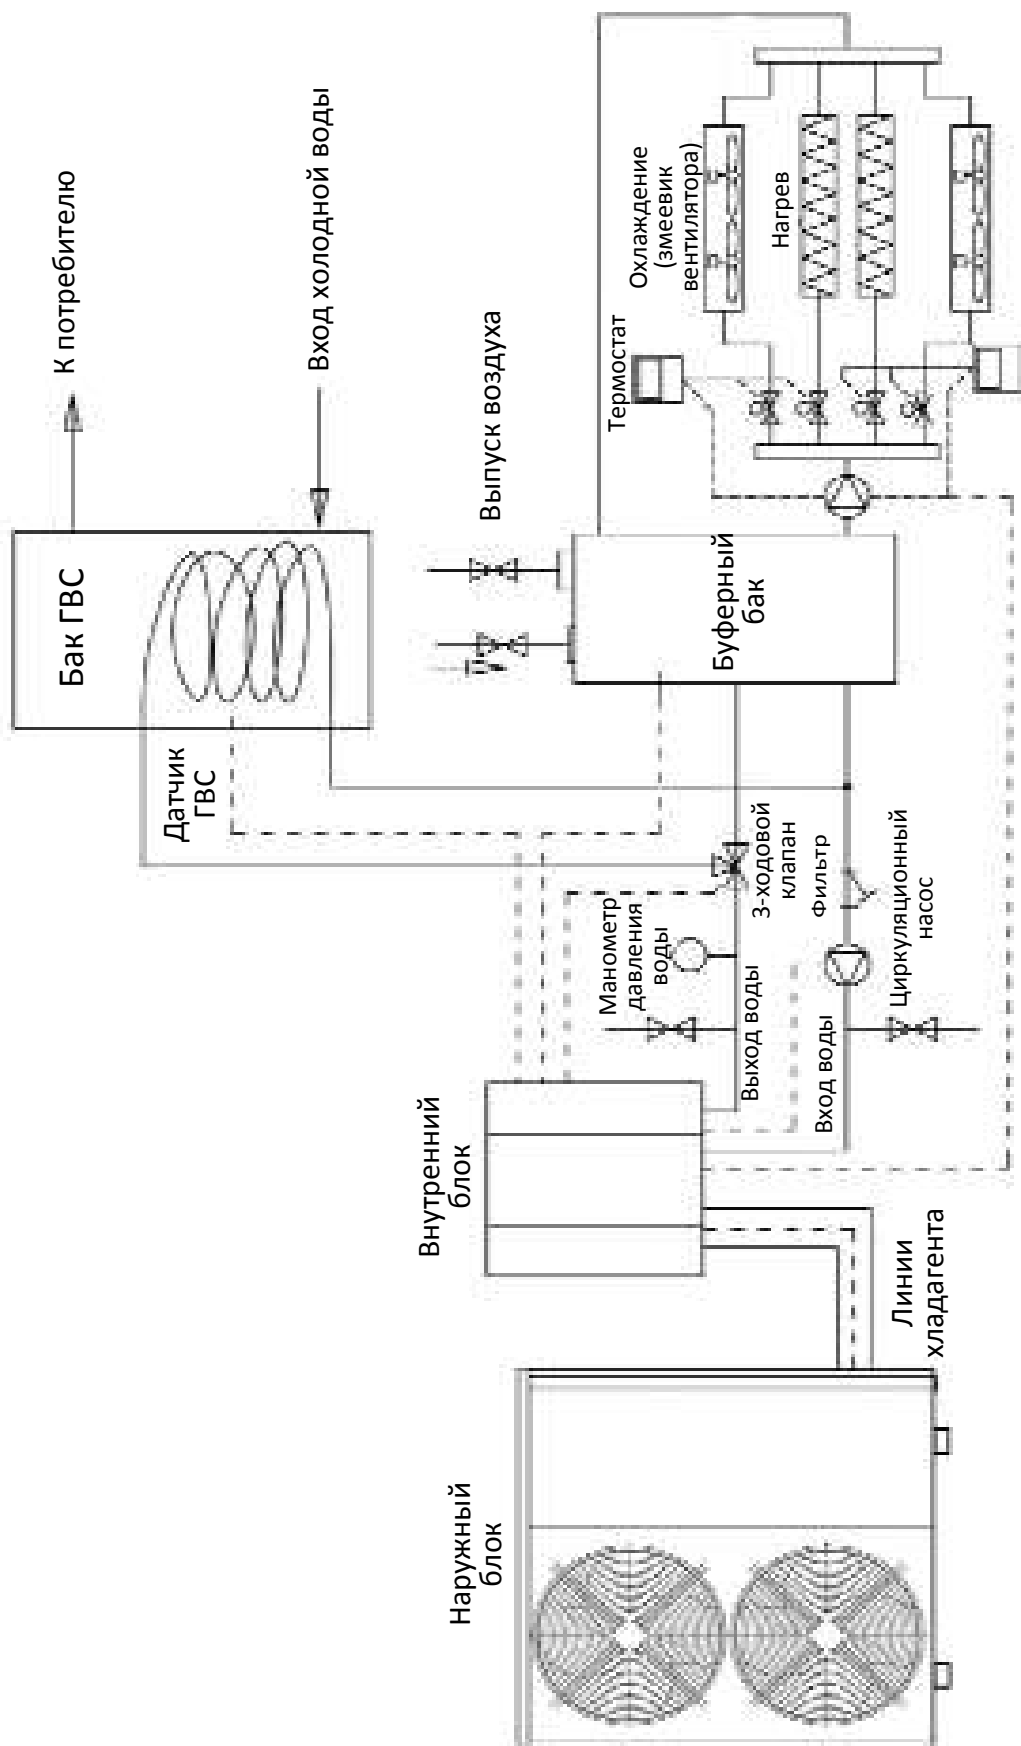 Наружный
блок
Внутренний
блок
Линии
хладагента
Бак ГВС
Датчик
ГВС
К потребителю
Вход холодной воды
Выпуск воздуха
Буферный
бак
Манометр
давления
воды
3-ходовой
клапан
Фильтр
Циркуляционный
насос
Выход воды
Вход воды
Термостат
Охлаждение
(змеевик
вентилятора)
Нагрев